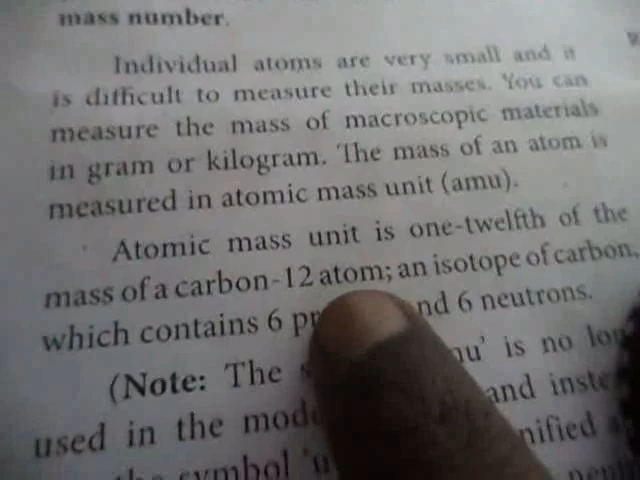 mass number.
Individual atoms are very small and it
is difficult to measure their masses. You can
measure the mass of macroscopic materials
in gram or kilogram. The mass of an atom is
measured in atomic mass unit (amu).
Atomic mass unit is one-twelfth of the
mass of a carbon-12 atom; an isotope of carbon,
which contains 6 pr nd 6 neutrons.
(Note: The nu' is no lon
used in the mod and inste
the symbol 'u nified